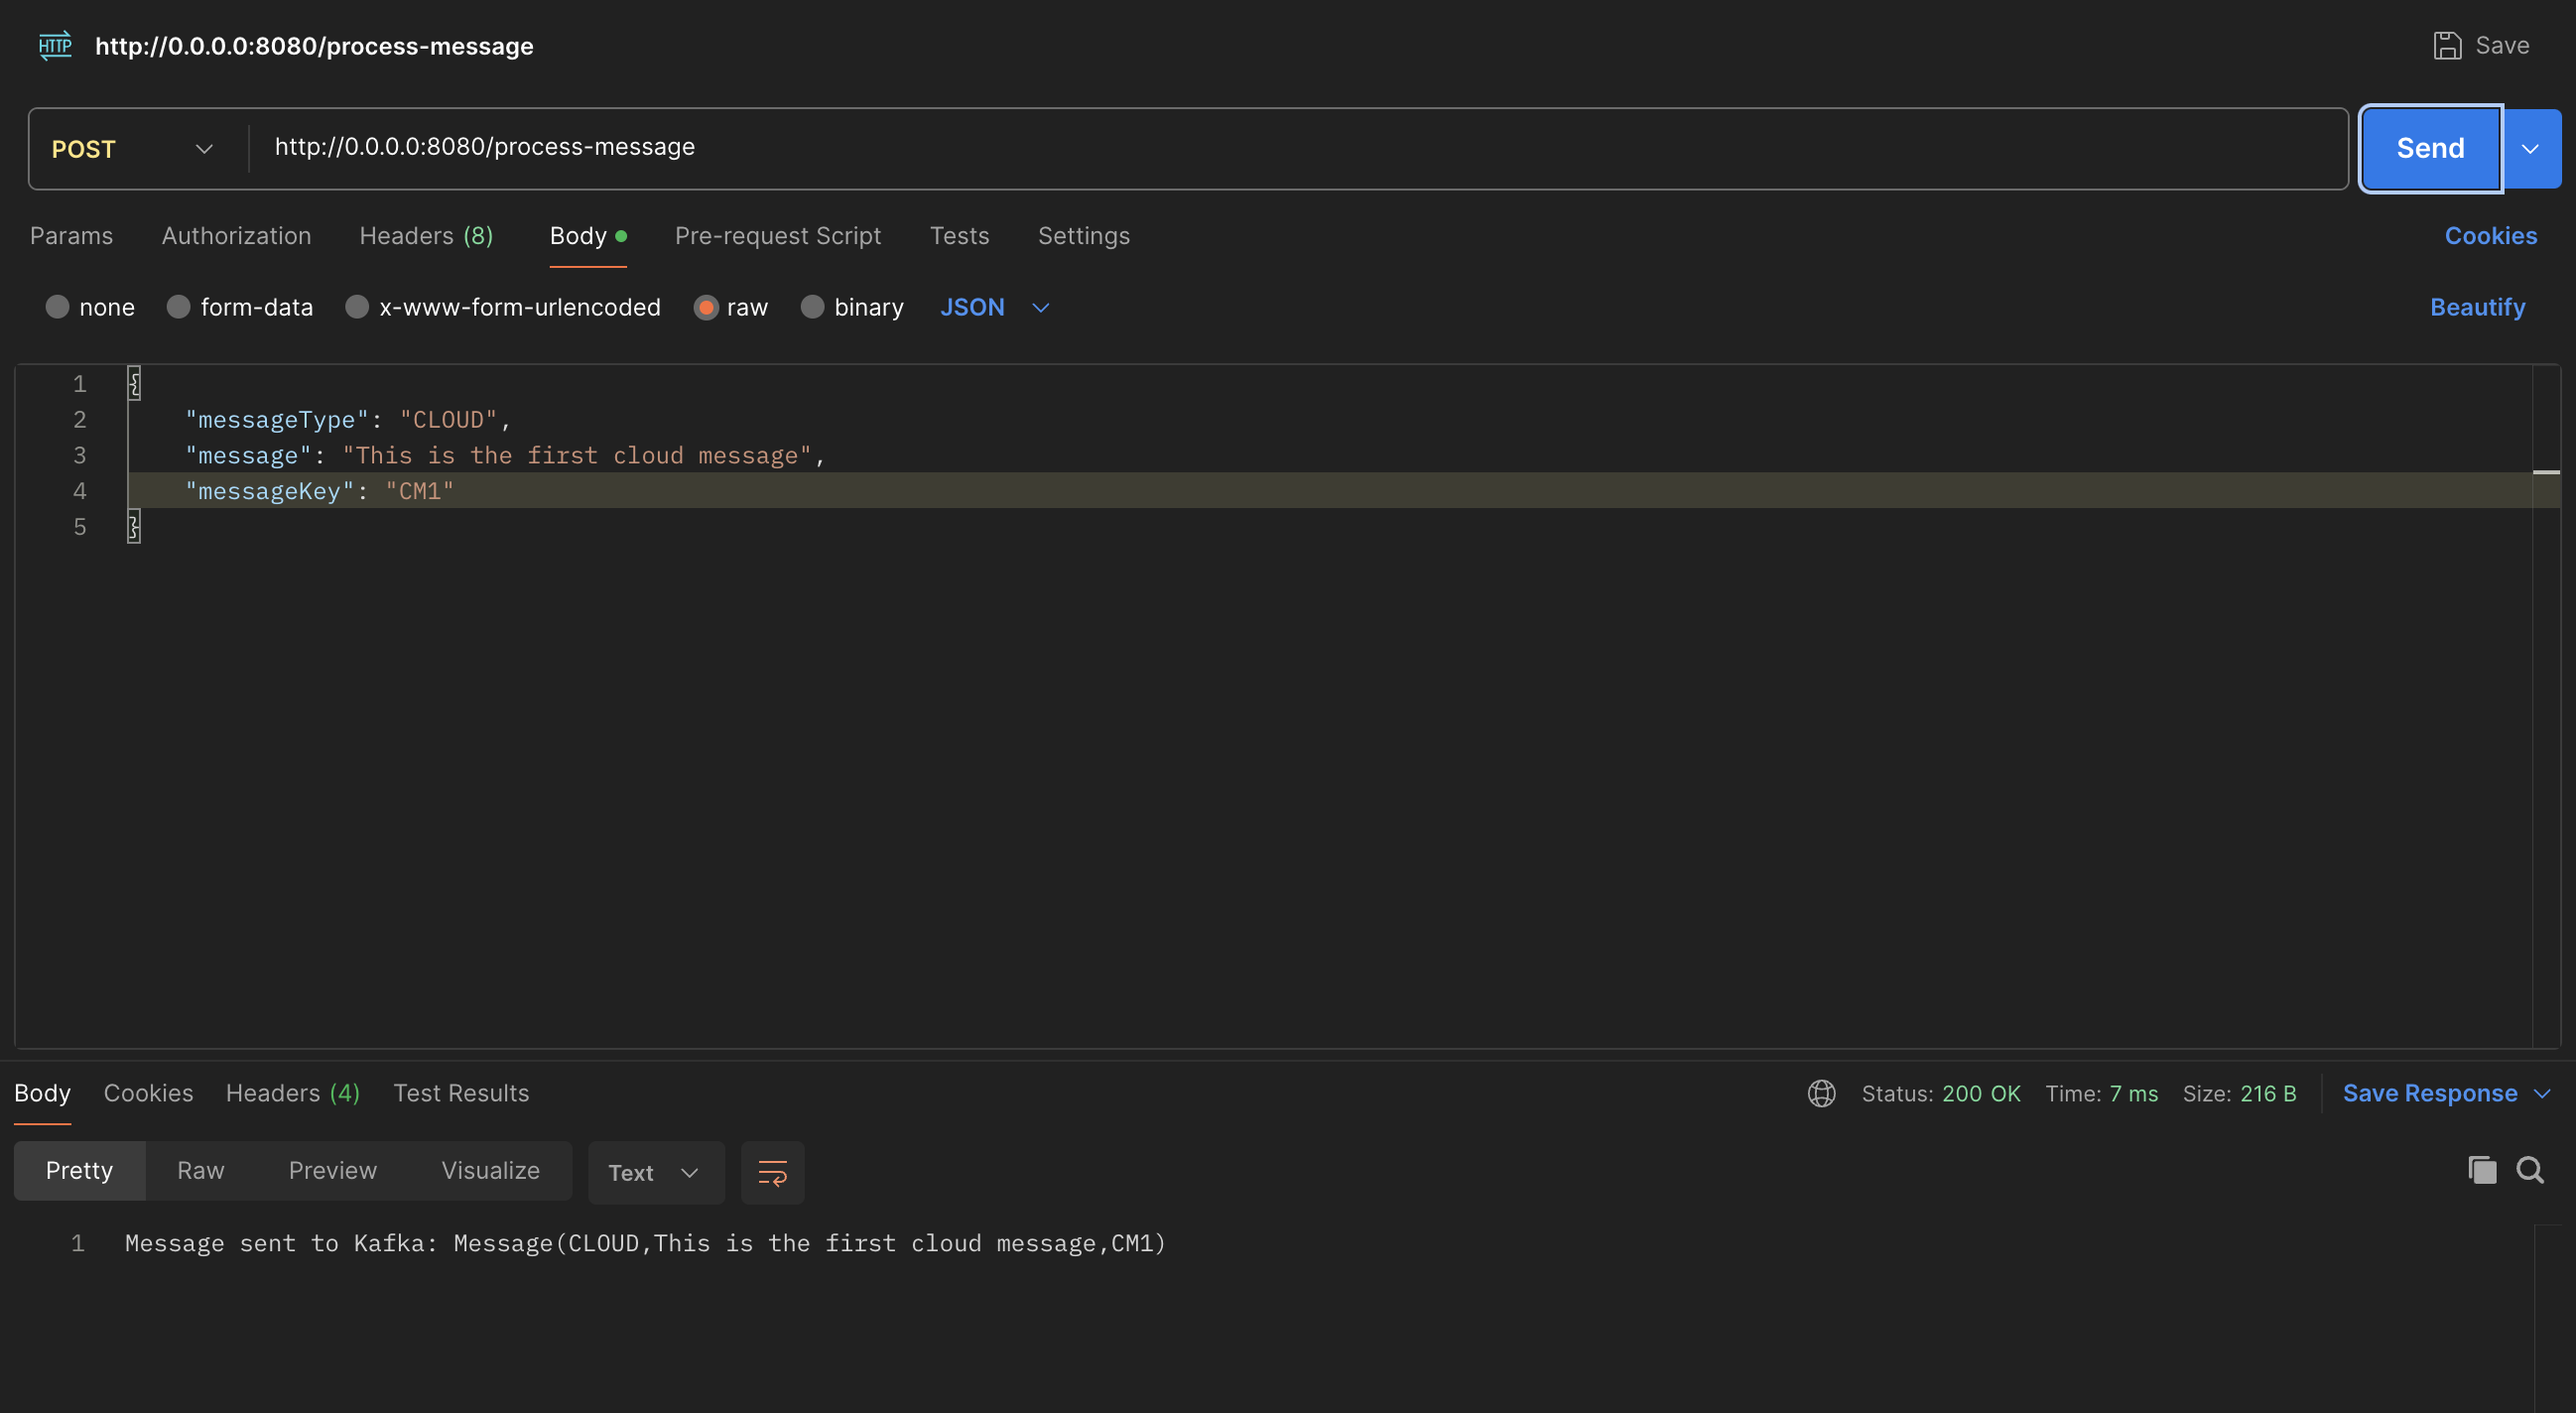 HTTP http://0.0.0.0:8080/process-message Save
POST http://0.0.0.0:8080/process-message Send
Params Authorization Headers (8) Body Pre-request Script Tests Settings Cookies
none form-data x-www-form-urlencoded raw binary JSON Beautify
1 {
2 "messageType": "CLOUD",
3 "message": "This is the first cloud message",
4 "messageKey": "CM1"
5 }
Body Cookies Headers (4) Test Results Status: 200 OK Time: 7 ms Size: 216 B Save Response
Pretty Raw Preview Visualize Text
1 Message sent to Kafka: Message(CLOUD,This is the first cloud message,CM1)